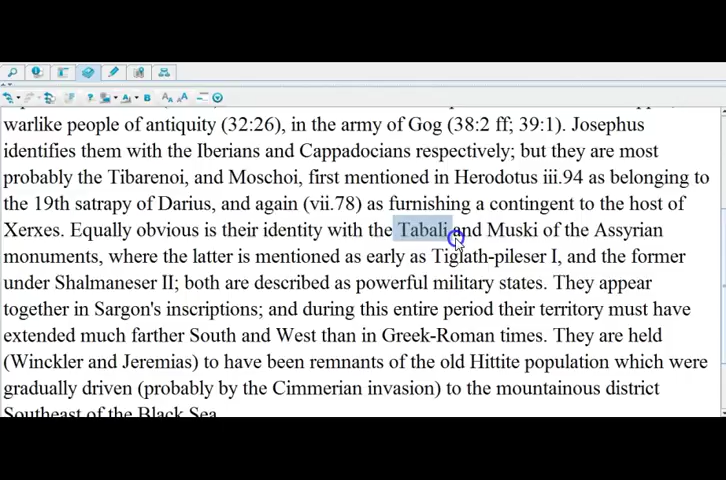 warlike people of antiquity (32:26), in the army of Gog (38:2 ff; 39:1). Josephus
identifies them with the Iberians and Cappadocians respectively; but they are most
probably the Tibarenoi, and Moschoi, first mentioned in Herodotus iii.94 as belonging to
the 19th satrapy of Darius, and again (vii.78) as furnishing a contingent to the host of
Xerxes. Equally obvious is their identity with the Tabali and Muski of the Assyrian
monuments, where the latter is mentioned as early as Tiglath-pileser I, and the former
under Shalmaneser II; both are described as powerful military states. They appear
together in Sargon's inscriptions; and during this entire period their territory must have
extended much farther South and West than in Greek-Roman times. They are held
(Winckler and Jeremias) to have been remnants of the old Hittite population which were
gradually driven (probably by the Cimmerian invasion) to the mountainous district
Southeast of the Black Sea